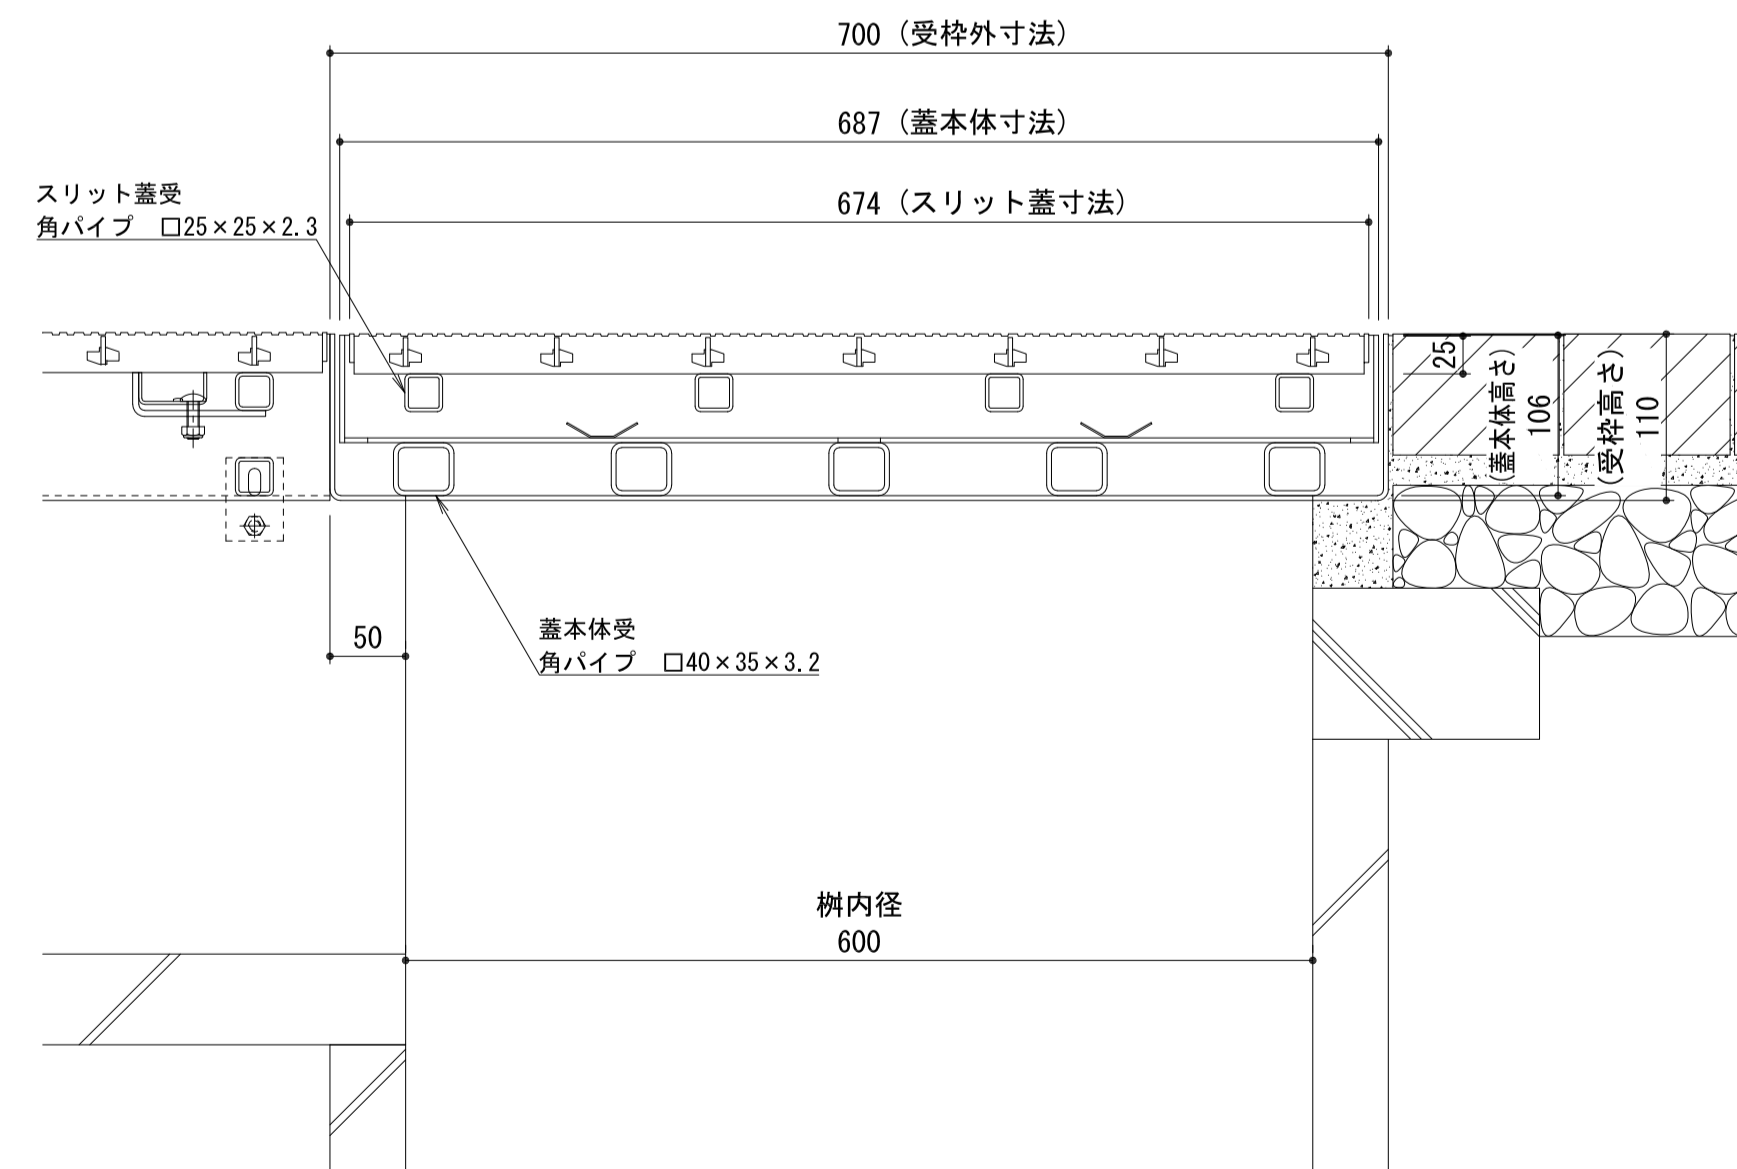 700（受枠外寸法）
687（蓋本体寸法）
674（スリット蓋寸法）
スリット蓋受
角パイプ　□25×25×2.3
25
（蓋本体高さ）
106
（受枠高さ）
110
50
蓋本体受
角パイプ　□40×35×3.2
桝内径
600